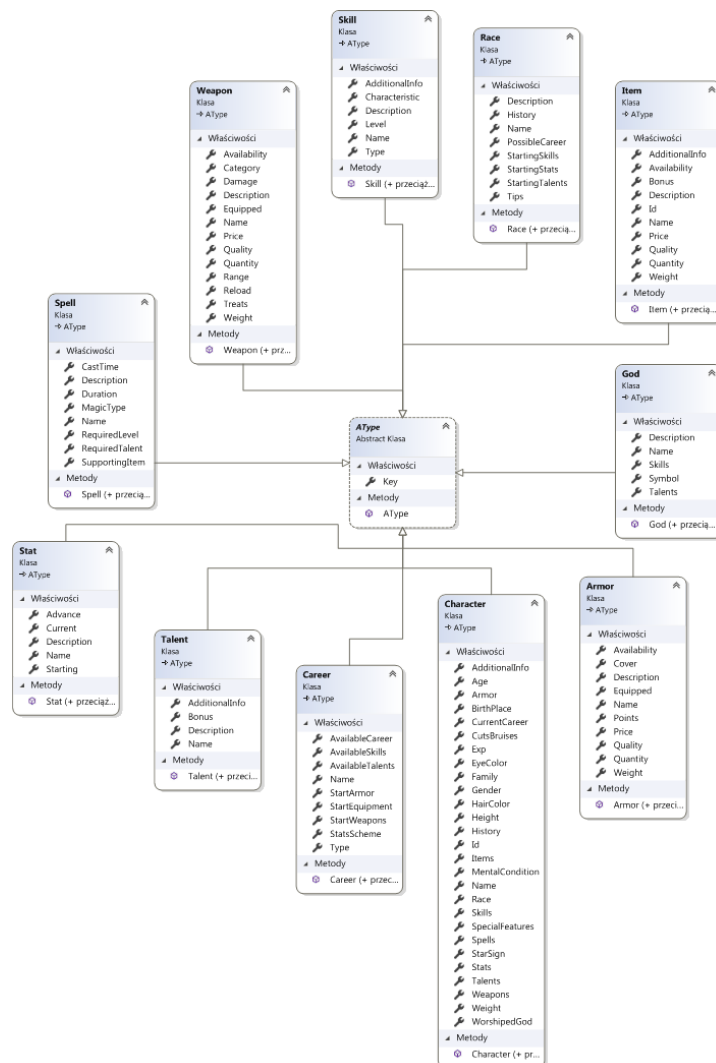 Skill
Klasa
AType
Właściwości
AdditionalInfo
Characteristic
Description
Level
Name
Type
Metody
Skill (+ przeciąż...
Race
Klasa
AType
Właściwości
Description
History
Name
PossibleCareer
StartingSkills
StartingStats
StartingTalents
Tips
Metody
Race (+ przeciąż...
Weapon
Klasa
AType
Właściwości
Availability
Category
Damage
Description
Equipped
Name
Price
Quality
Quantity
Range
Reload
Treats
Weight
Metody
Weapon (+ prz...
Item
Klasa
AType
Właściwości
AdditionalInfo
Availability
Bonus
Description
Id
Name
Price
Quality
Quantity
Weight
Metody
Item (+ przecią...
Spell
Klasa
AType
Właściwości
CastTime
Description
Duration
MagicType
Name
RequiredLevel
RequiredTalent
SupportingItem
Metody
Spell (+ przecią...
AType
Abstract Klasa
Właściwości
Key
Metody
AType
God
Klasa
AType
Właściwości
Description
Name
Skills
Symbol
Talents
Metody
God (+ przecią...
Stat
Klasa
AType
Właściwości
Advance
Current
Description
Name
Starting
Metody
Stat (+ przeciąż...
Talent
Klasa
AType
Właściwości
AdditionalInfo
Bonus
Description
Name
Metody
Talent (+ przeci...
Career
Klasa
AType
Właściwości
AvailableCareer
AvailableSkills
AvailableTalents
Name
StartArmor
StartEquipment
StartWeapons
StatsScheme
Type
Metody
Career (+ przec...
Character
Klasa
AType
Właściwości
AdditionalInfo
Age
Armor
BirthPlace
CurrentCareer
CutsBruises
Exp
EyeColor
Family
Gender
HairColor
Height
History
Id
Items
MentalCondition
Name
Race
Skills
SpecialFeatures
Spells
StarSign
Stats
Talents
Weapons
Weight
WorshipedGod
Metody
Character (+ pr...
Armor
Klasa
AType
Właściwości
Availability
Cover
Description
Equipped
Name
Points
Price
Quality
Quantity
Weight
Metody
Armor (+ przeci...